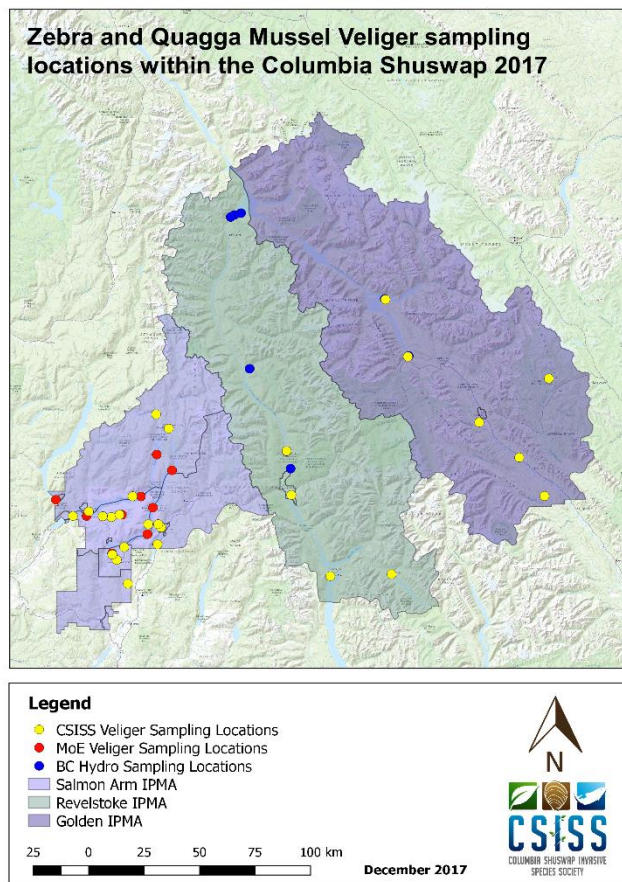 Zebra and Quagga Mussel Veliger sampling
locations within the Columbia Shuswap 2017
Legend
CSISS Veliger Sampling Locations
MoE Veliger Sampling Locations
BC Hydro Sampling Locations
Salmon Arm IPMA
Revelstoke IPMA
Golden IPMA
25 0 25 50 75 100 km
December 2017
N
CSISS
COLUMBIA SHUSWAP INVASIVE
SPECIES SOCIETY